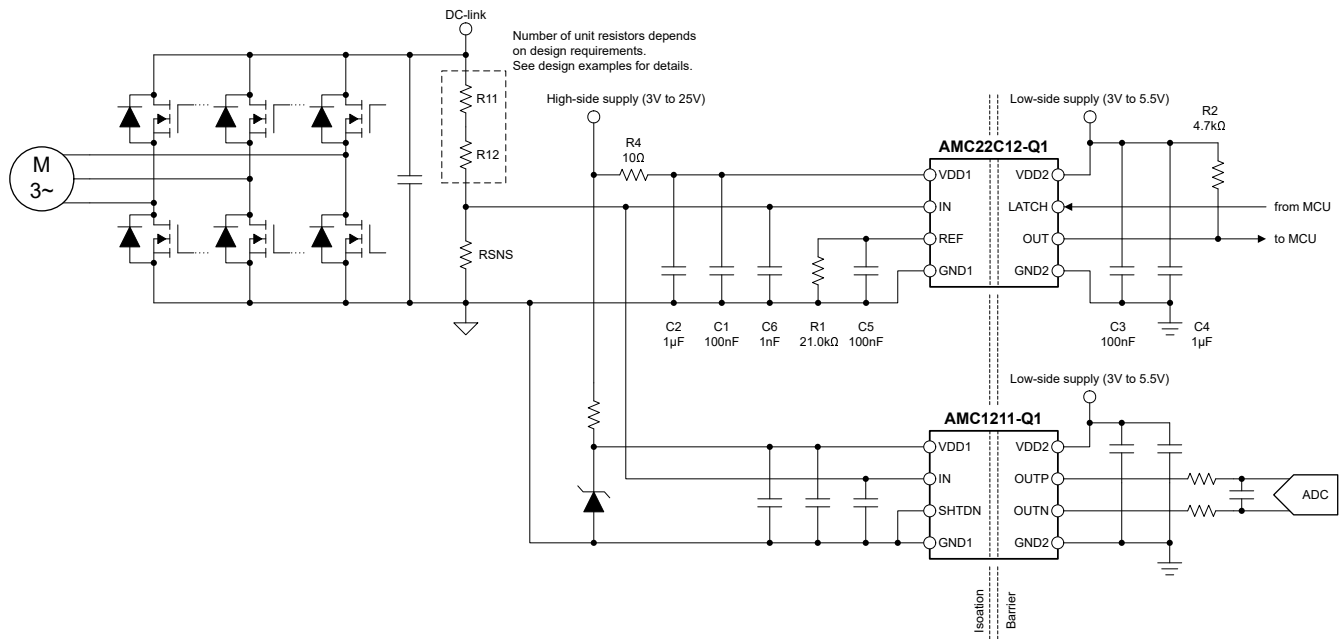 DC-link
Number of unit resistors depends
on design requirements.
See design examples for details.
R11
R12
RSNS
M
3~
High-side supply (3V to 25V)
R4
10Ω
C2
1µF
C1
100nF
C6
1nF
R1
21.0kΩ
C5
100nF
AMC22C12-Q1
VDD1
IN
REF
GND1
VDD2
LATCH
OUT
GND2
Low-side supply (3V to 5.5V)
R2
4.7kΩ
from MCU
to MCU
C3
100nF
C4
1µF
Low-side supply (3V to 5.5V)
AMC1211-Q1
VDD1
IN
SHTDN
GND1
VDD2
OUTP
OUTN
GND2
ADC
Isoation
Barrier